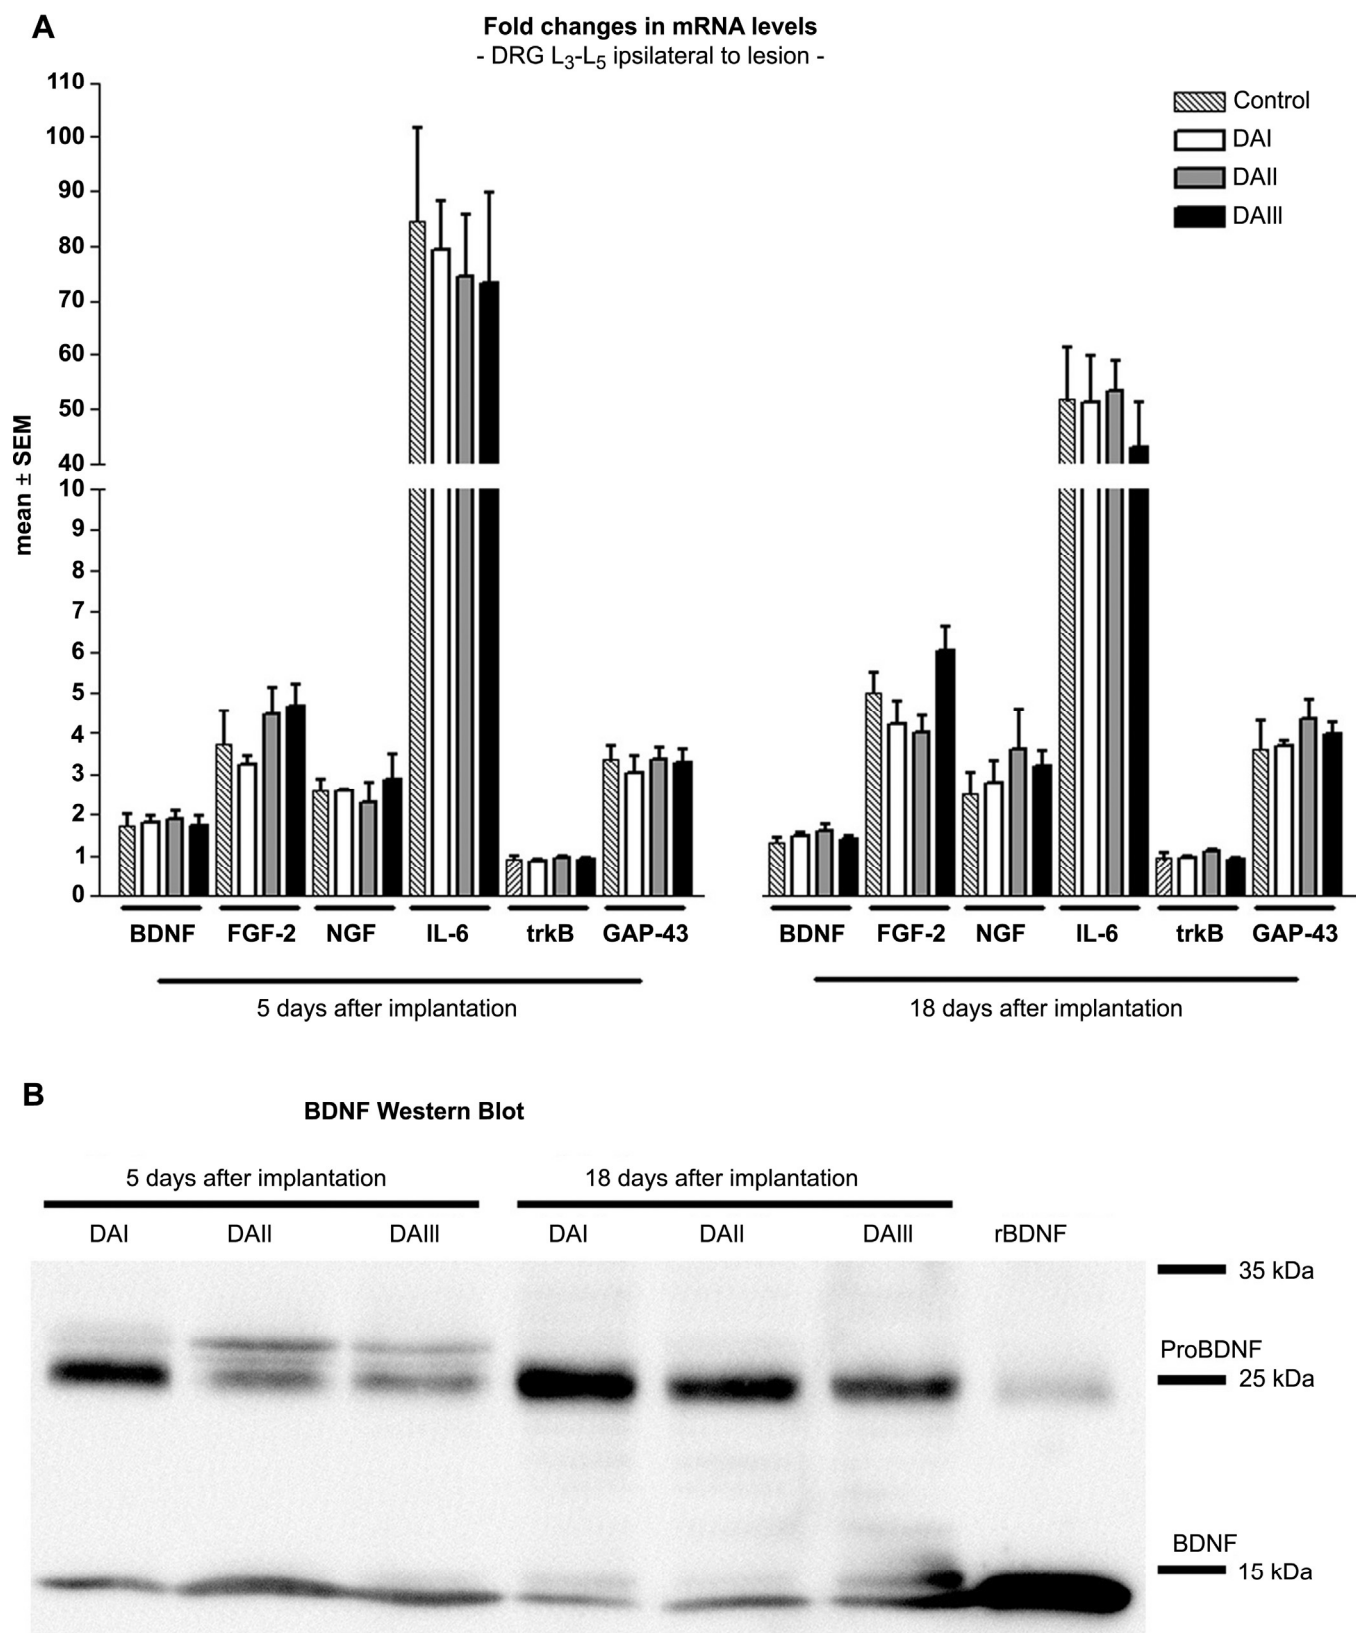 A
Fold changes in mRNA levels
- DRG L3-L5 ipsilateral to lesion -
110
100
90
80
70
60
50
40
10
9
8
7
6
5
4
3
2
1
0
mean ± SEM
Control
DAI
DAII
DAIII
BDNF FGF-2 NGF IL-6 trkB GAP-43 BDNF FGF-2 NGF IL-6 trkB GAP-43
5 days after implantation 18 days after implantation
B
BDNF Western Blot
5 days after implantation 18 days after implantation
DAI DAII DAIII DAI DAII DAIII rBDNF
35 kDa
ProBDNF
25 kDa
BDNF
15 kDa